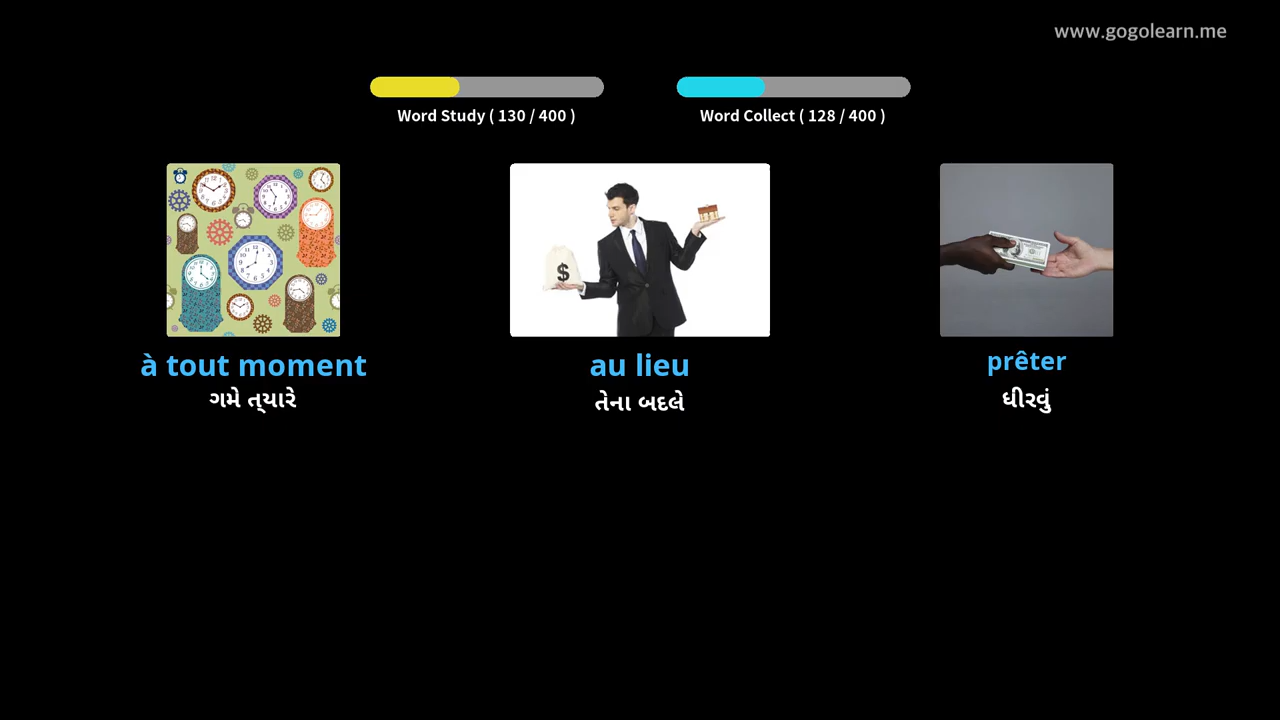 www.gogolearn.me
Word Study ( 130 / 400 )
Word Collect ( 128 / 400 )
$
à tout moment
ગમે ત્યારે
au lieu
તેના બદલે
prêter
ધીરવું